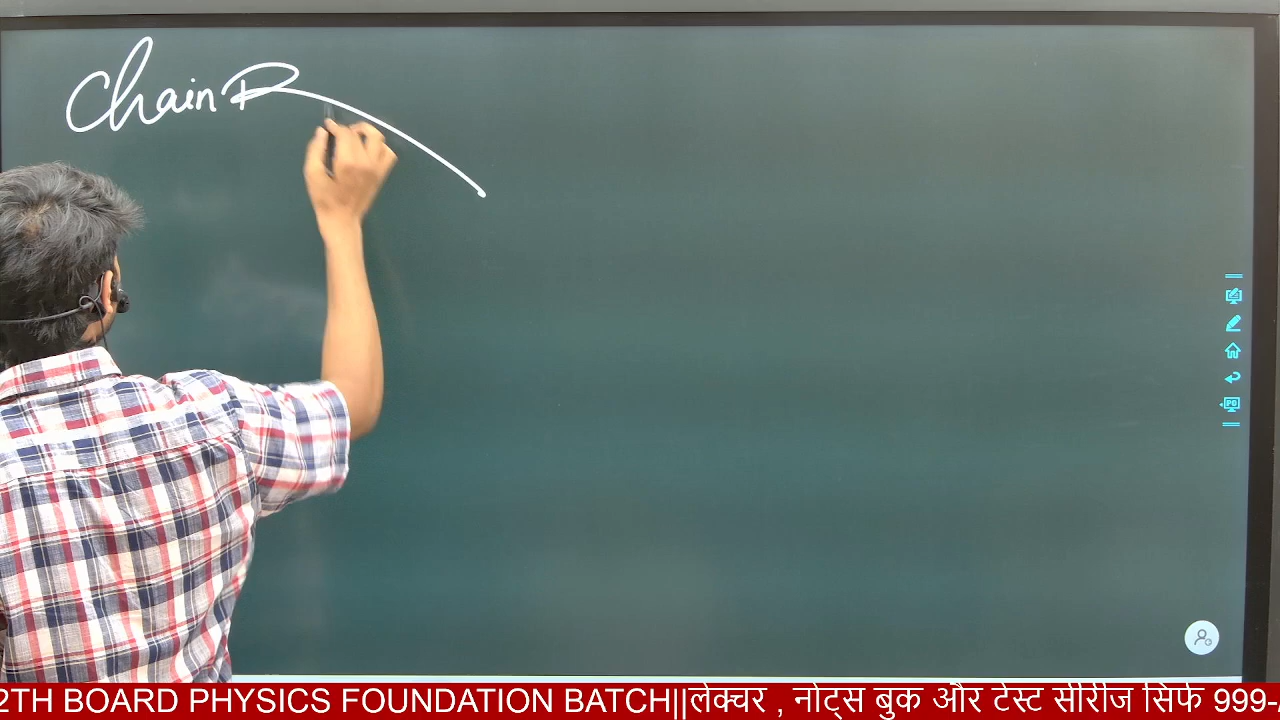 Chain R
2TH BOARD PHYSICS FOUNDATION BATCH||लेक्चर , नोट्स बुक और टेस्ट सीरीज सिर्फ 999-